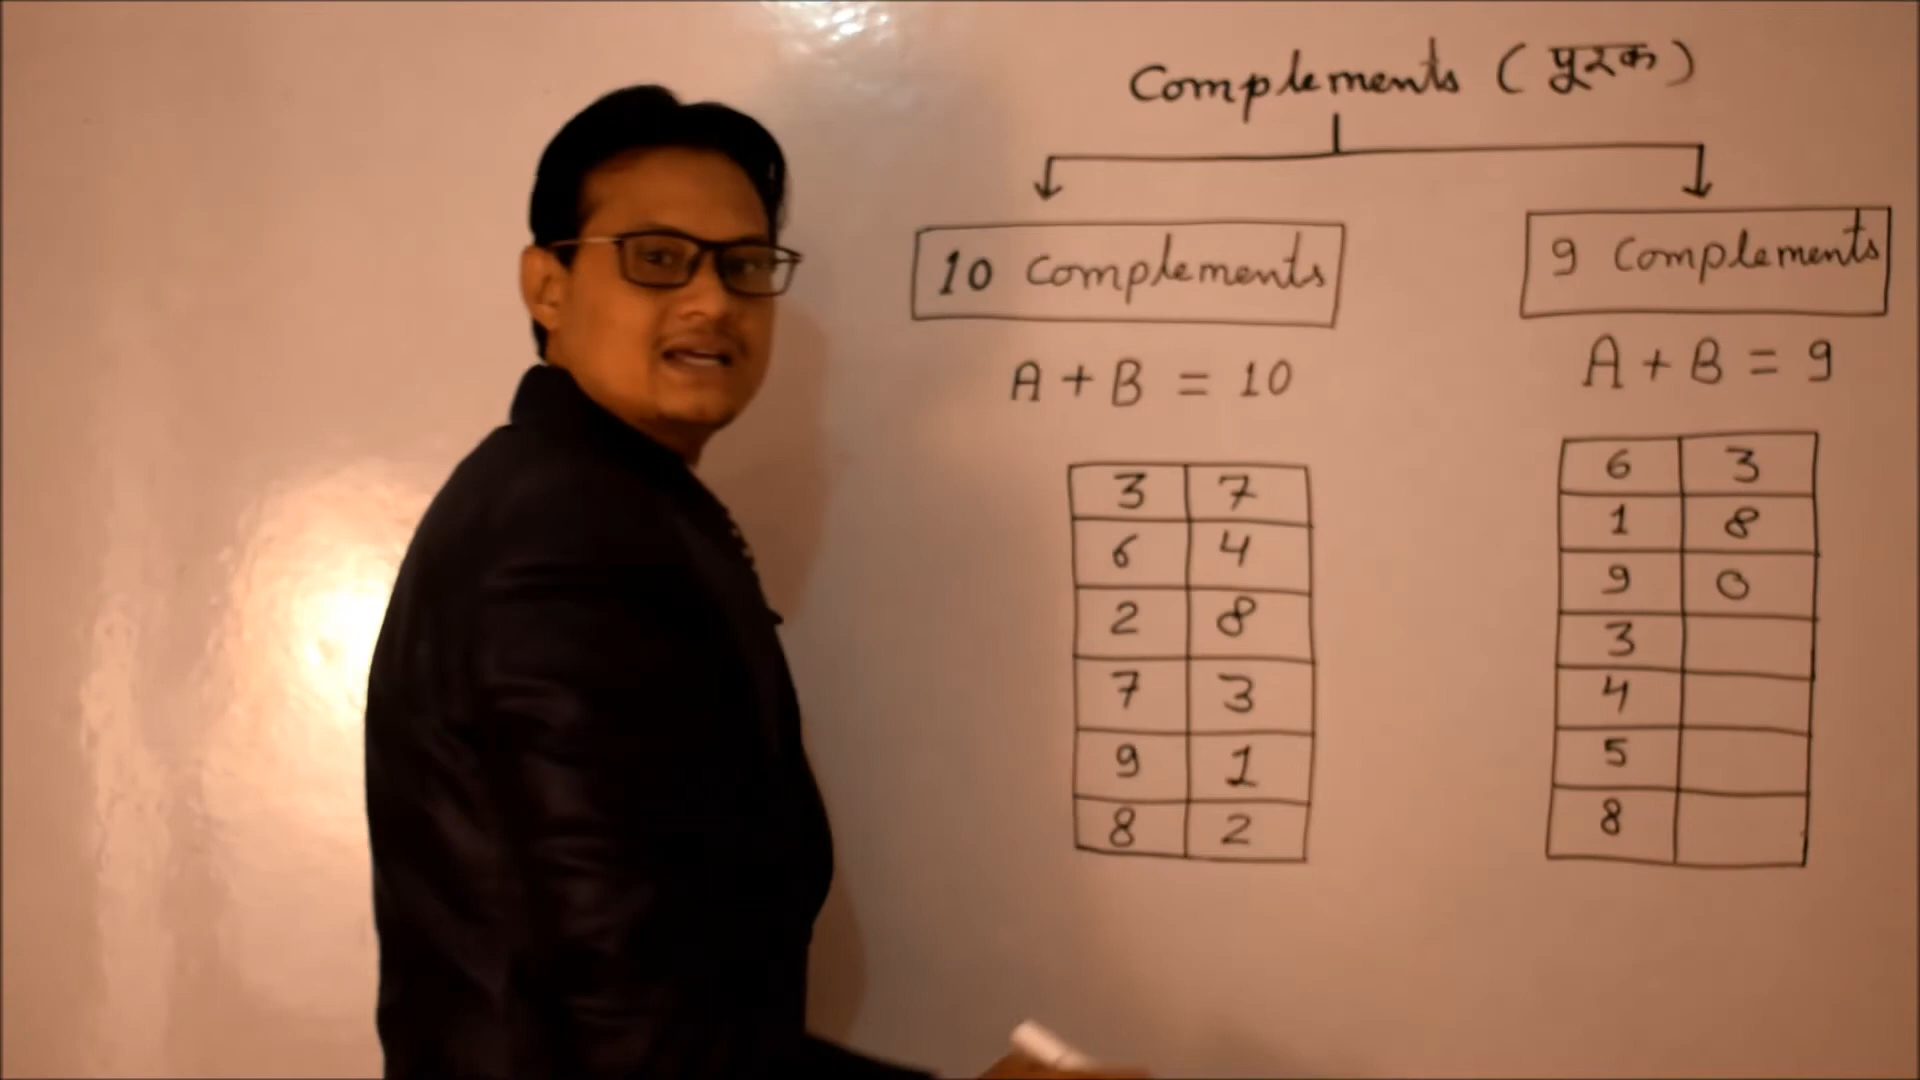 Complements (पूरक)
10 Complements
A + B = 10
3 7
6 4
2 8
7 3
9 1
8 2
9 Complements
A + B = 9
6 3
1 8
9 0
3
4
5
8